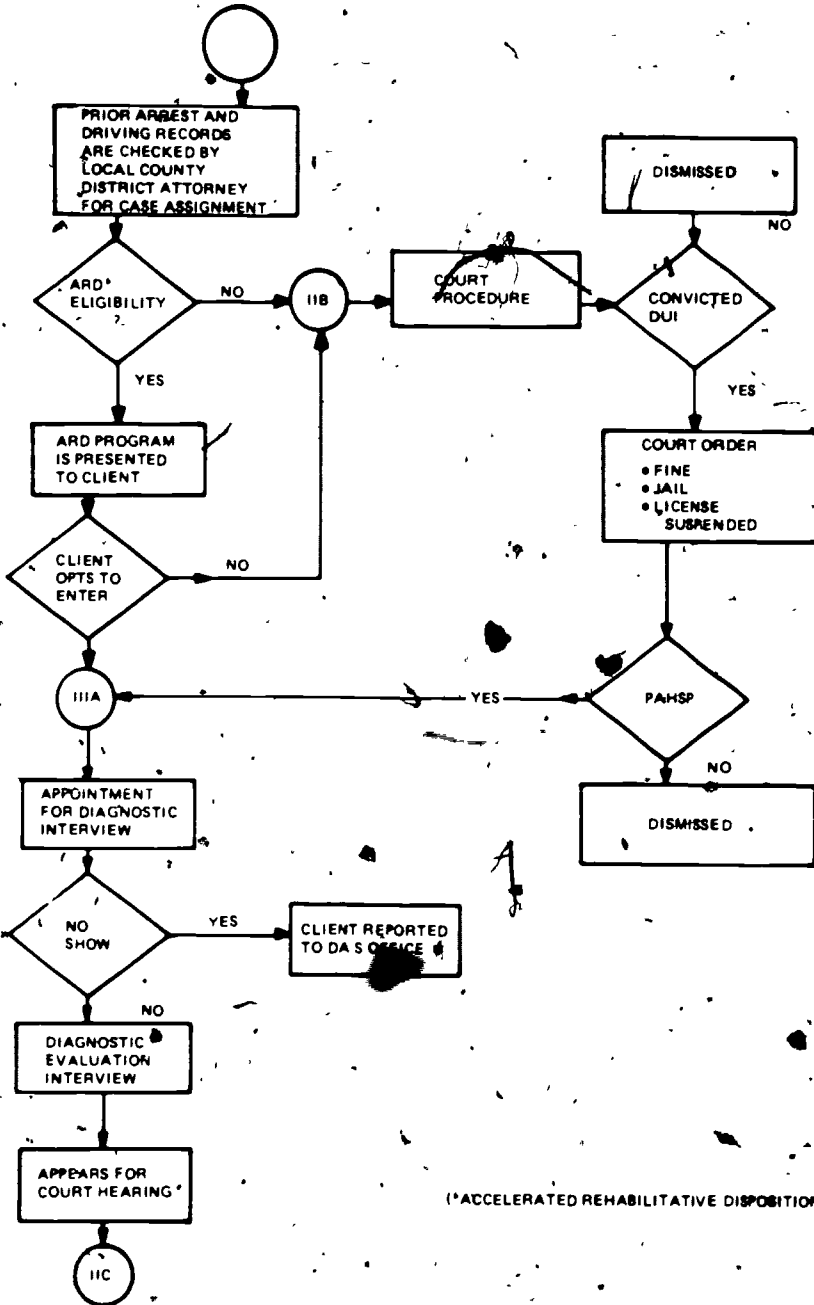 PRIOR ARREST AND
DRIVING RECORDS
ARE CHECKED BY
LOCAL COUNTY
DISTRICT ATTORNEY
FOR CASE ASSIGNMENT
DISMISSED
NO
ARD*
ELIGIBILITY
?
NO
IIB
COURT
PROCEDURE
CONVICTED
DUI
YES
YES
ARD PROGRAM
IS PRESENTED
TO CLIENT
COURT ORDER
• FINE
• JAIL
• LICENSE
SUSPENDED
CLIENT
OPTS TO
ENTER
NO
IIIA
YES
PAHSP
NO
APPOINTMENT
FOR DIAGNOSTIC
INTERVIEW
DISMISSED
NO
SHOW
YES
CLIENT REPORTED
TO DA S OFFICE
NO
DIAGNOSTIC
EVALUATION
INTERVIEW
APPEARS FOR
COURT HEARING
(*ACCELERATED REHABILITATIVE DISPOSITION
IIC